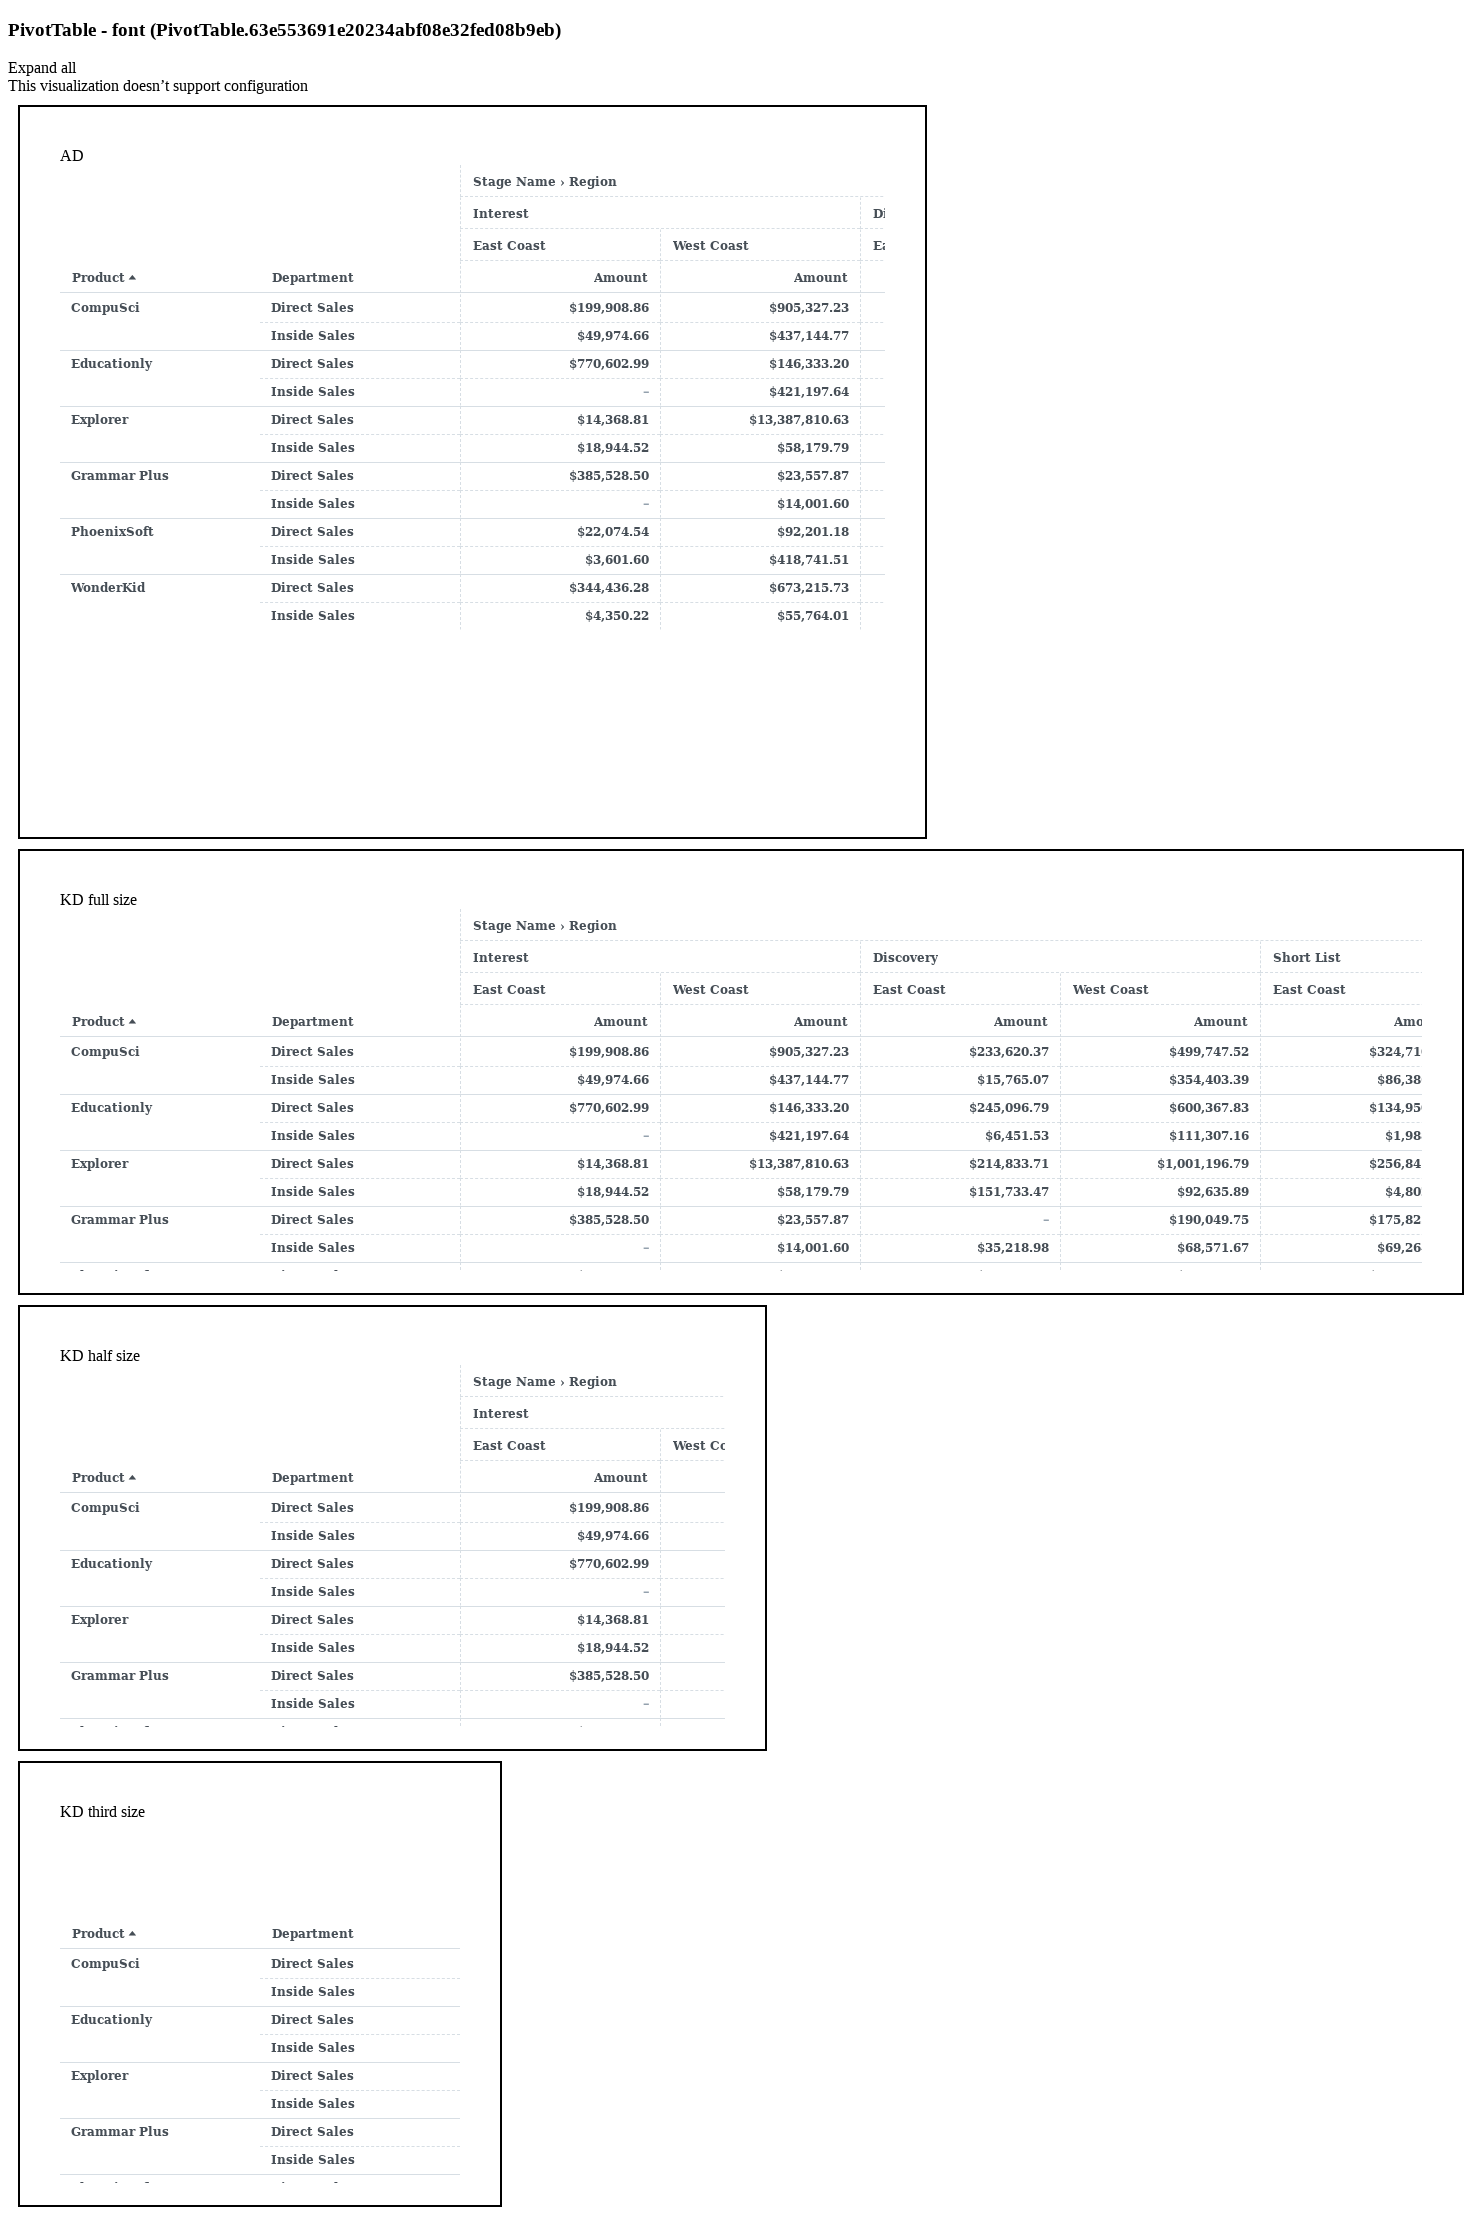 PivotTable - font (PivotTable.63e553691e20234abf08e32fed08b9eb)
Expand all
This visualization doesn’t support configuration
AD
Stage Name › Region
Interest Di
East Coast West Coast Ea
Product Department Amount Amount
CompuSci Direct Sales $199,908.86 $905,327.23
Inside Sales $49,974.66 $437,144.77
Educationly Direct Sales $770,602.99 $146,333.20
Inside Sales – $421,197.64
Explorer Direct Sales $14,368.81 $13,387,810.63
Inside Sales $18,944.52 $58,179.79
Grammar Plus Direct Sales $385,528.50 $23,557.87
Inside Sales – $14,001.60
PhoenixSoft Direct Sales $22,074.54 $92,201.18
Inside Sales $3,601.60 $418,741.51
WonderKid Direct Sales $344,436.28 $673,215.73
Inside Sales $4,350.22 $55,764.01
KD full size
Stage Name › Region
Interest Discovery Short List
East Coast West Coast East Coast West Coast East Coast
Product Department Amount Amount Amount Amount Amo
CompuSci Direct Sales $199,908.86 $905,327.23 $233,620.37 $499,747.52 $324,71
Inside Sales $49,974.66 $437,144.77 $15,765.07 $354,403.39 $86,38
Educationly Direct Sales $770,602.99 $146,333.20 $245,096.79 $600,367.83 $134,95
Inside Sales – $421,197.64 $6,451.53 $111,307.16 $1,98
Explorer Direct Sales $14,368.81 $13,387,810.63 $214,833.71 $1,001,196.79 $256,84
Inside Sales $18,944.52 $58,179.79 $151,733.47 $92,635.89 $4,80
Grammar Plus Direct Sales $385,528.50 $23,557.87 – $190,049.75 $175,82
Inside Sales – $14,001.60 $35,218.98 $68,571.67 $69,26
KD half size
Stage Name › Region
Interest
East Coast West Co
Product Department Amount
CompuSci Direct Sales $199,908.86
Inside Sales $49,974.66
Educationly Direct Sales $770,602.99
Inside Sales –
Explorer Direct Sales $14,368.81
Inside Sales $18,944.52
Grammar Plus Direct Sales $385,528.50
Inside Sales –
KD third size
Product Department
CompuSci Direct Sales
Inside Sales
Educationly Direct Sales
Inside Sales
Explorer Direct Sales
Inside Sales
Grammar Plus Direct Sales
Inside Sales